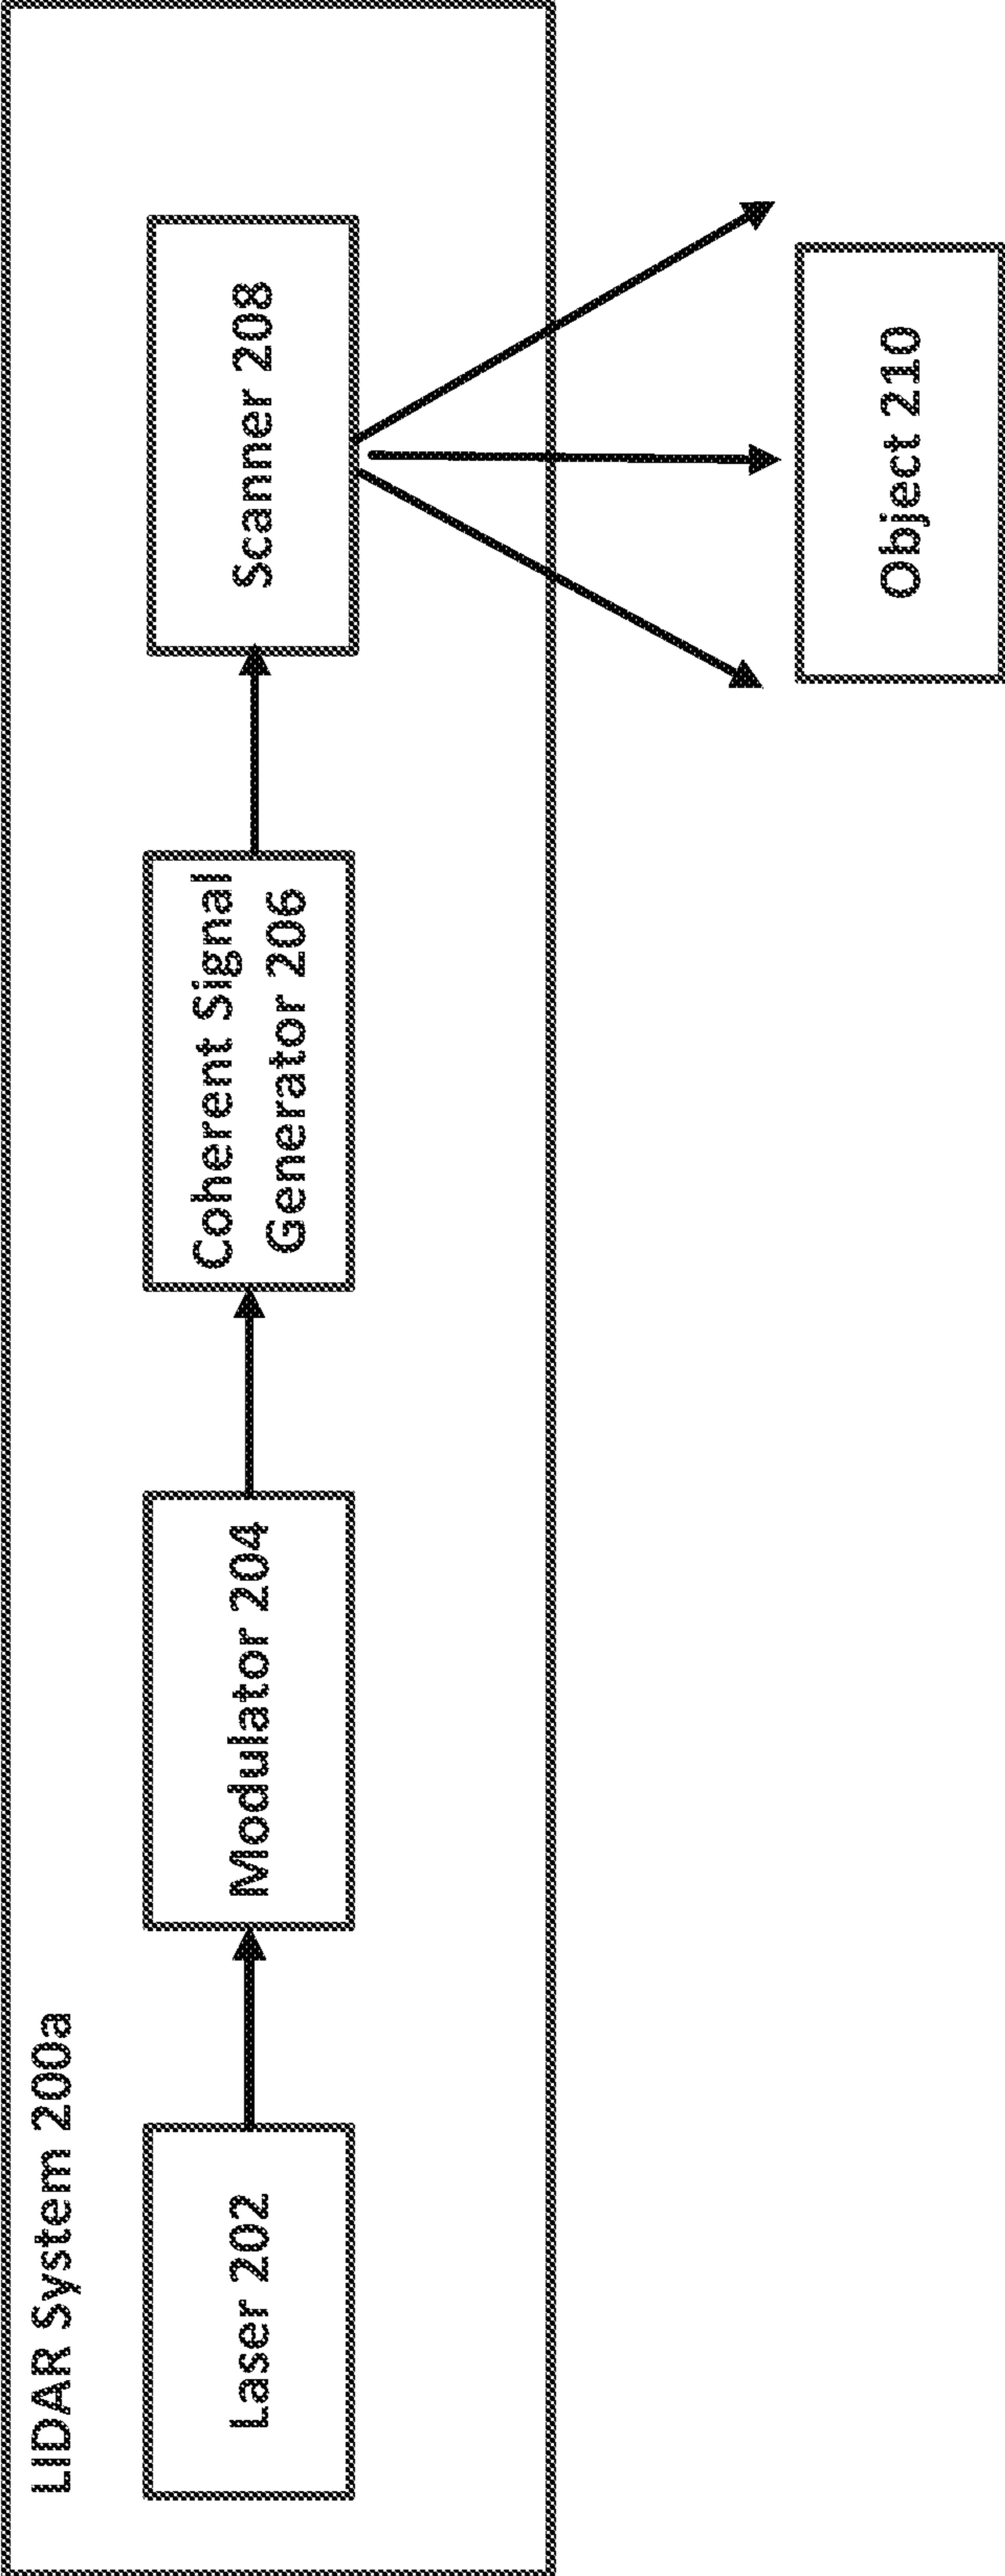 LIDAR System 200a
Laser 202
Modulator 204
Coherent Signal
Generator 206
Scanner 208
Object 210